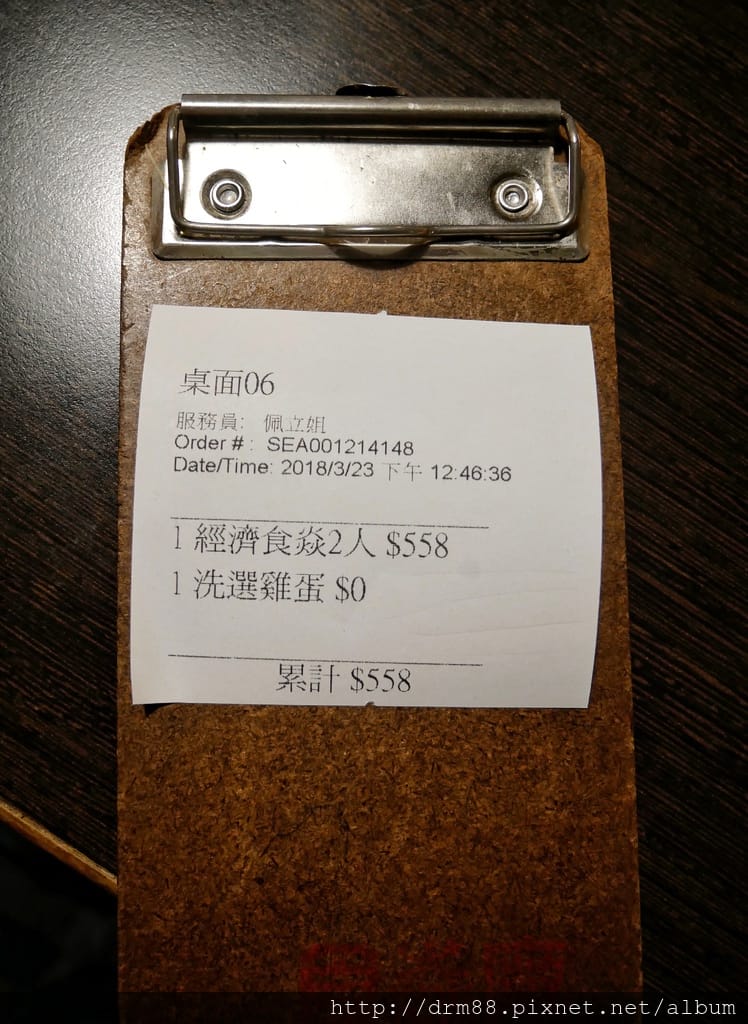 桌面06
服務員: 佩立姐
Order # : SEA001214148
Date/Time: 2018/3/23 下午 12:46:36
1 經濟食焱2人 $558
1 洗選雞蛋 $0
累計 $558
http://drm88.pixnet.net/album